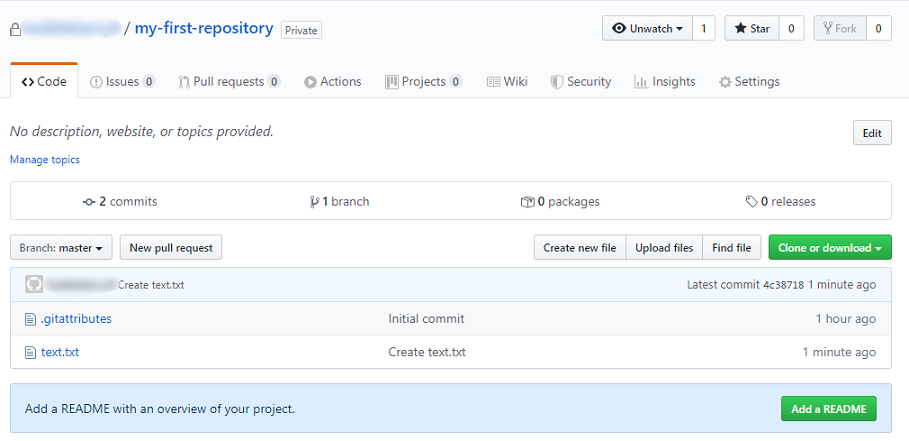 / my-first-repository Private Unwatch 1 Star 0 Fork 0
Code Issues 0 Pull requests 0 Actions Projects 0 Wiki Security Insights Settings
No description, website, or topics provided. Edit
Manage topics
2 commits 1 branch 0 packages 0 releases
Branch: master New pull request Create new file Upload files Find file Clone or download
Create text.txt Latest commit 4c38718 1 minute ago
.gitattributes Initial commit 1 hour ago
text.txt Create text.txt 1 minute ago
Add a README with an overview of your project. Add a README